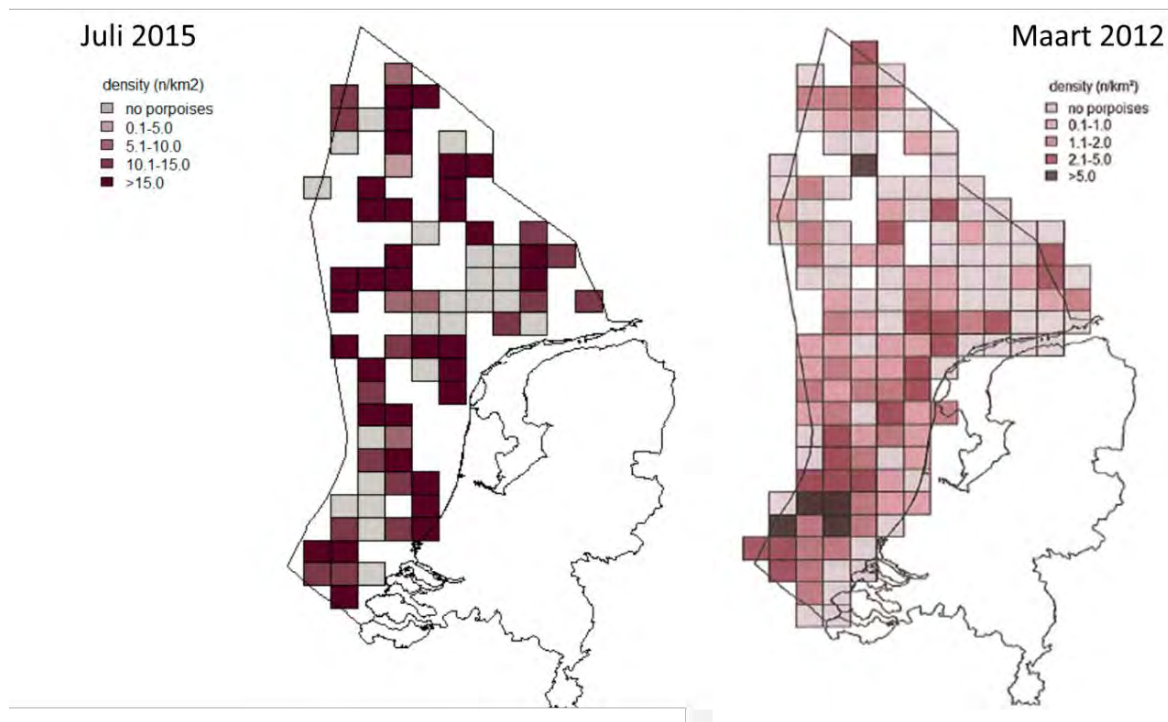 Juli 2015
density (n/km2)
no porpoises
0.1-5.0
5.1-10.0
10.1-15.0
>15.0
Maart 2012
density (n/km²)
no porpoises
0.1-1.0
1.1-2.0
2.1-5.0
>5.0